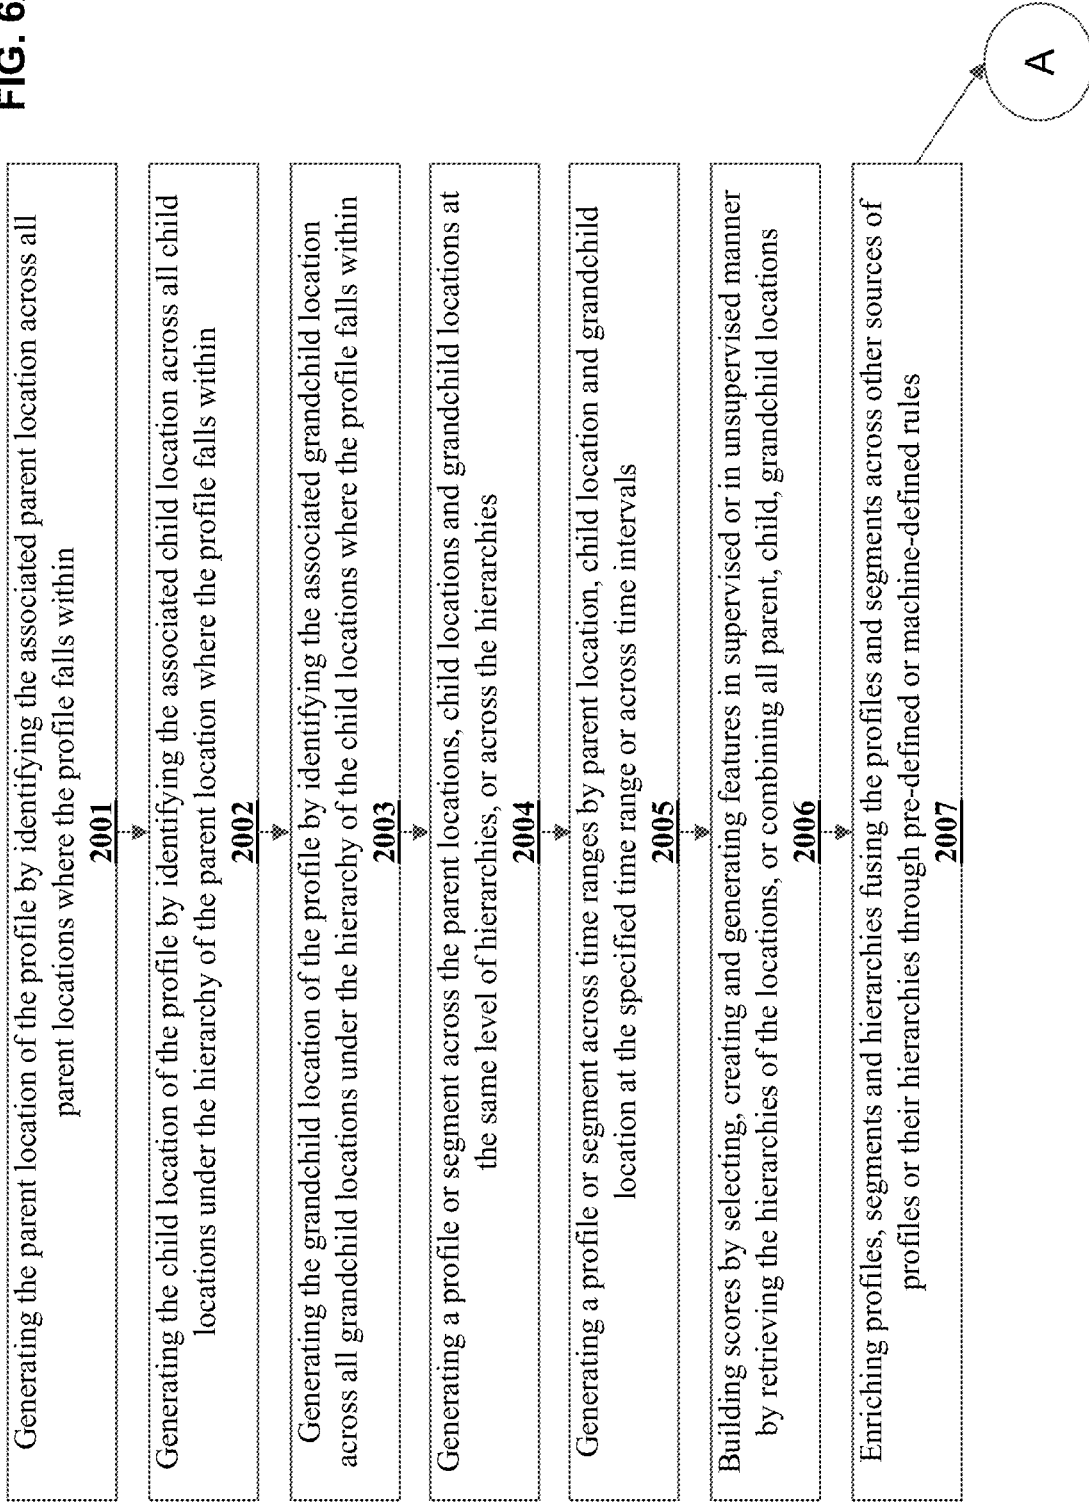 FIG. 6
Generating the parent location of the profile by identifying the associated parent location across all
parent locations where the profile falls within
2001
Generating the child location of the profile by identifying the associated child location across all child
locations under the hierarchy of the parent location where the profile falls within
2002
Generating the grandchild location of the profile by identifying the associated grandchild location
across all grandchild locations under the hierarchy of the child locations where the profile falls within
2003
Generating a profile or segment across the parent locations, child locations and grandchild locations at
the same level of hierarchies, or across the hierarchies
2004
Generating a profile or segment across time ranges by parent location, child location and grandchild
location at the specified time range or across time intervals
2005
Building scores by selecting, creating and generating features in supervised or in unsupervised manner
by retrieving the hierarchies of the locations, or combining all parent, child, grandchild locations
2006
Enriching profiles, segments and hierarchies fusing the profiles and segments across other sources of
profiles or their hierarchies through pre-defined or machine-defined rules
2007
A